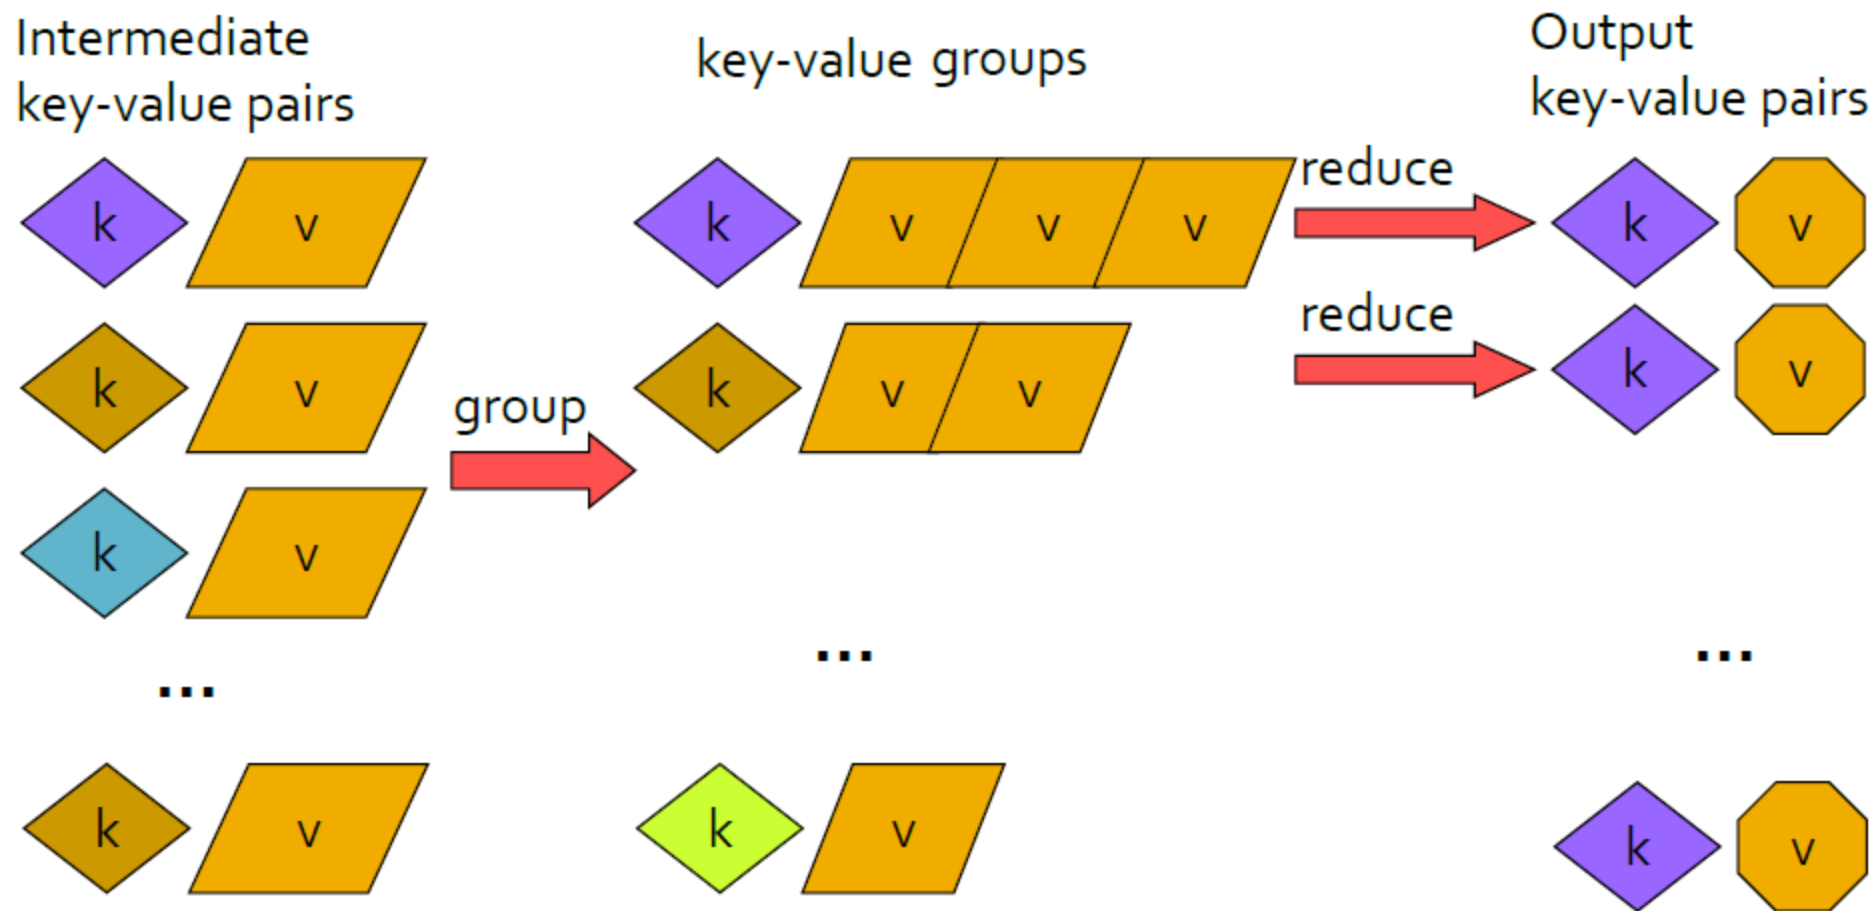 Intermediate
key-value pairs
key-value groups
Output
key-value pairs
k v
k v v v
reduce
k v
k v
group
k v v
reduce
k v
k v
...
...
...
k v
k v
k v